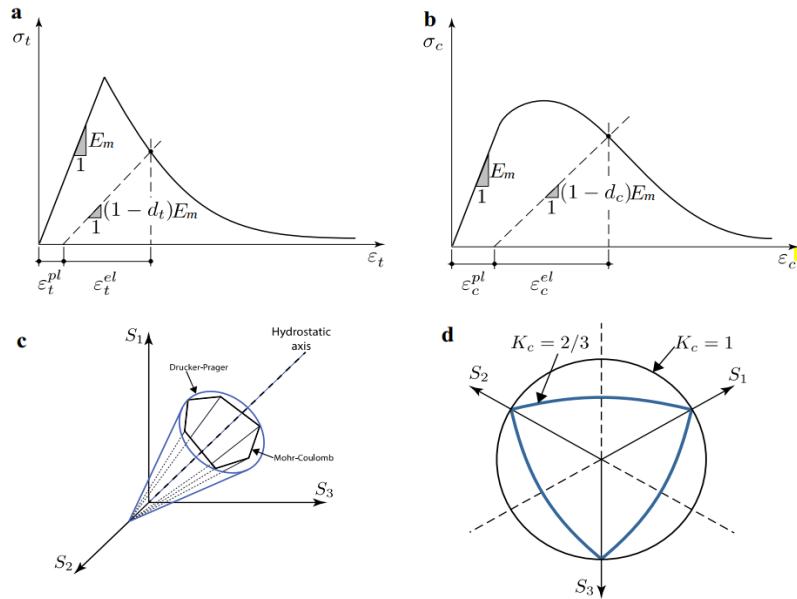 a
σ_t
E_m
1
(1 − d_t)E_m
1
ε_t
ε_t^{pl}
ε_t^{el}
b
σ_c
E_m
1
(1 − d_c)E_m
1
ε_c
ε_c^{pl}
ε_c^{el}
c
S_1
Hydrostatic
axis
Drucker-Prager
Mohr-Coulomb
S_3
S_2
d
K_c = 2/3
K_c = 1
S_2
S_1
S_3